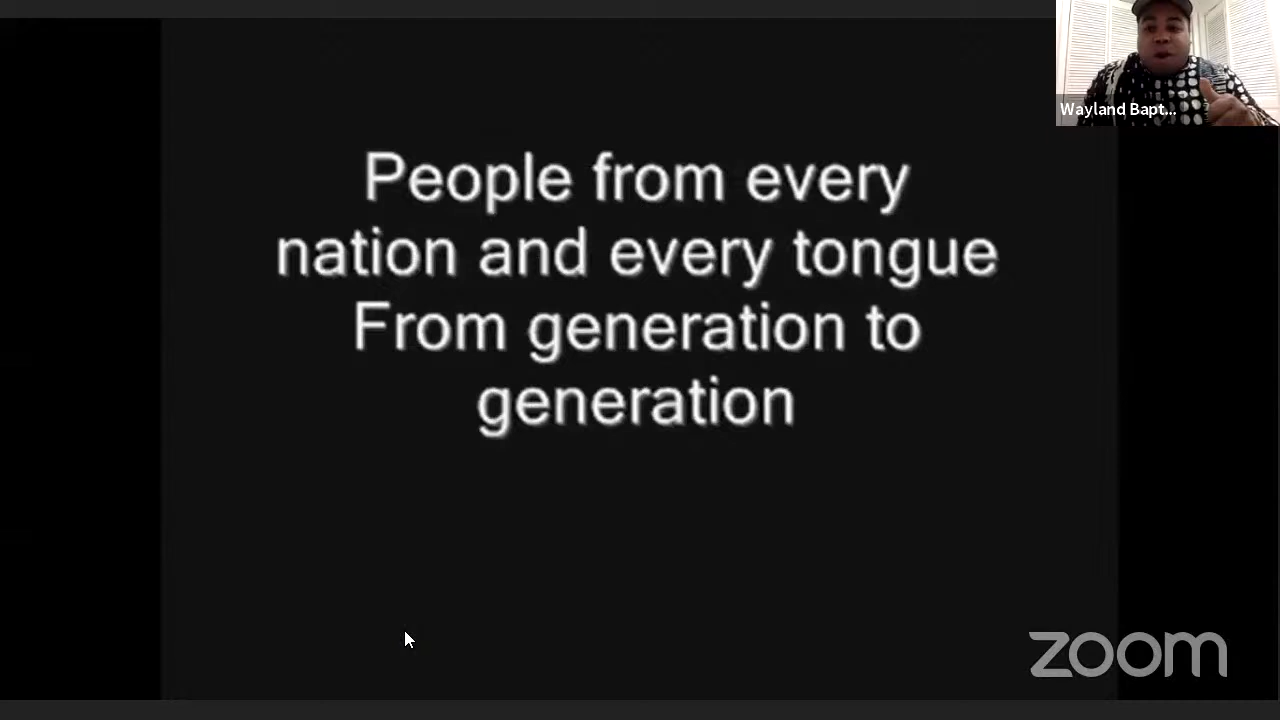 Wayland Bapt...
People from every
nation and every tongue
From generation to
generation
zoom